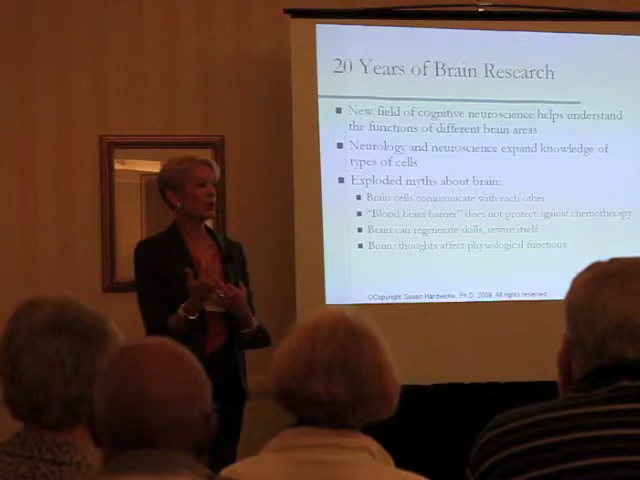 20 Years of Brain Research
New field of cognitive neuroscience helps understand
the functions of different brain areas
Neurology and neuroscience expand knowledge of
types of cells
Exploded myths about brain:
Brain cells communicate with each other
"Blood brain barrier" does not protect against chemotherapy
Brain can regenerate skills, rewire itself
Brain, thoughts affect physiological functions
©Copyright Susan Hardwicke, Ph.D. 2009. All rights reserved.